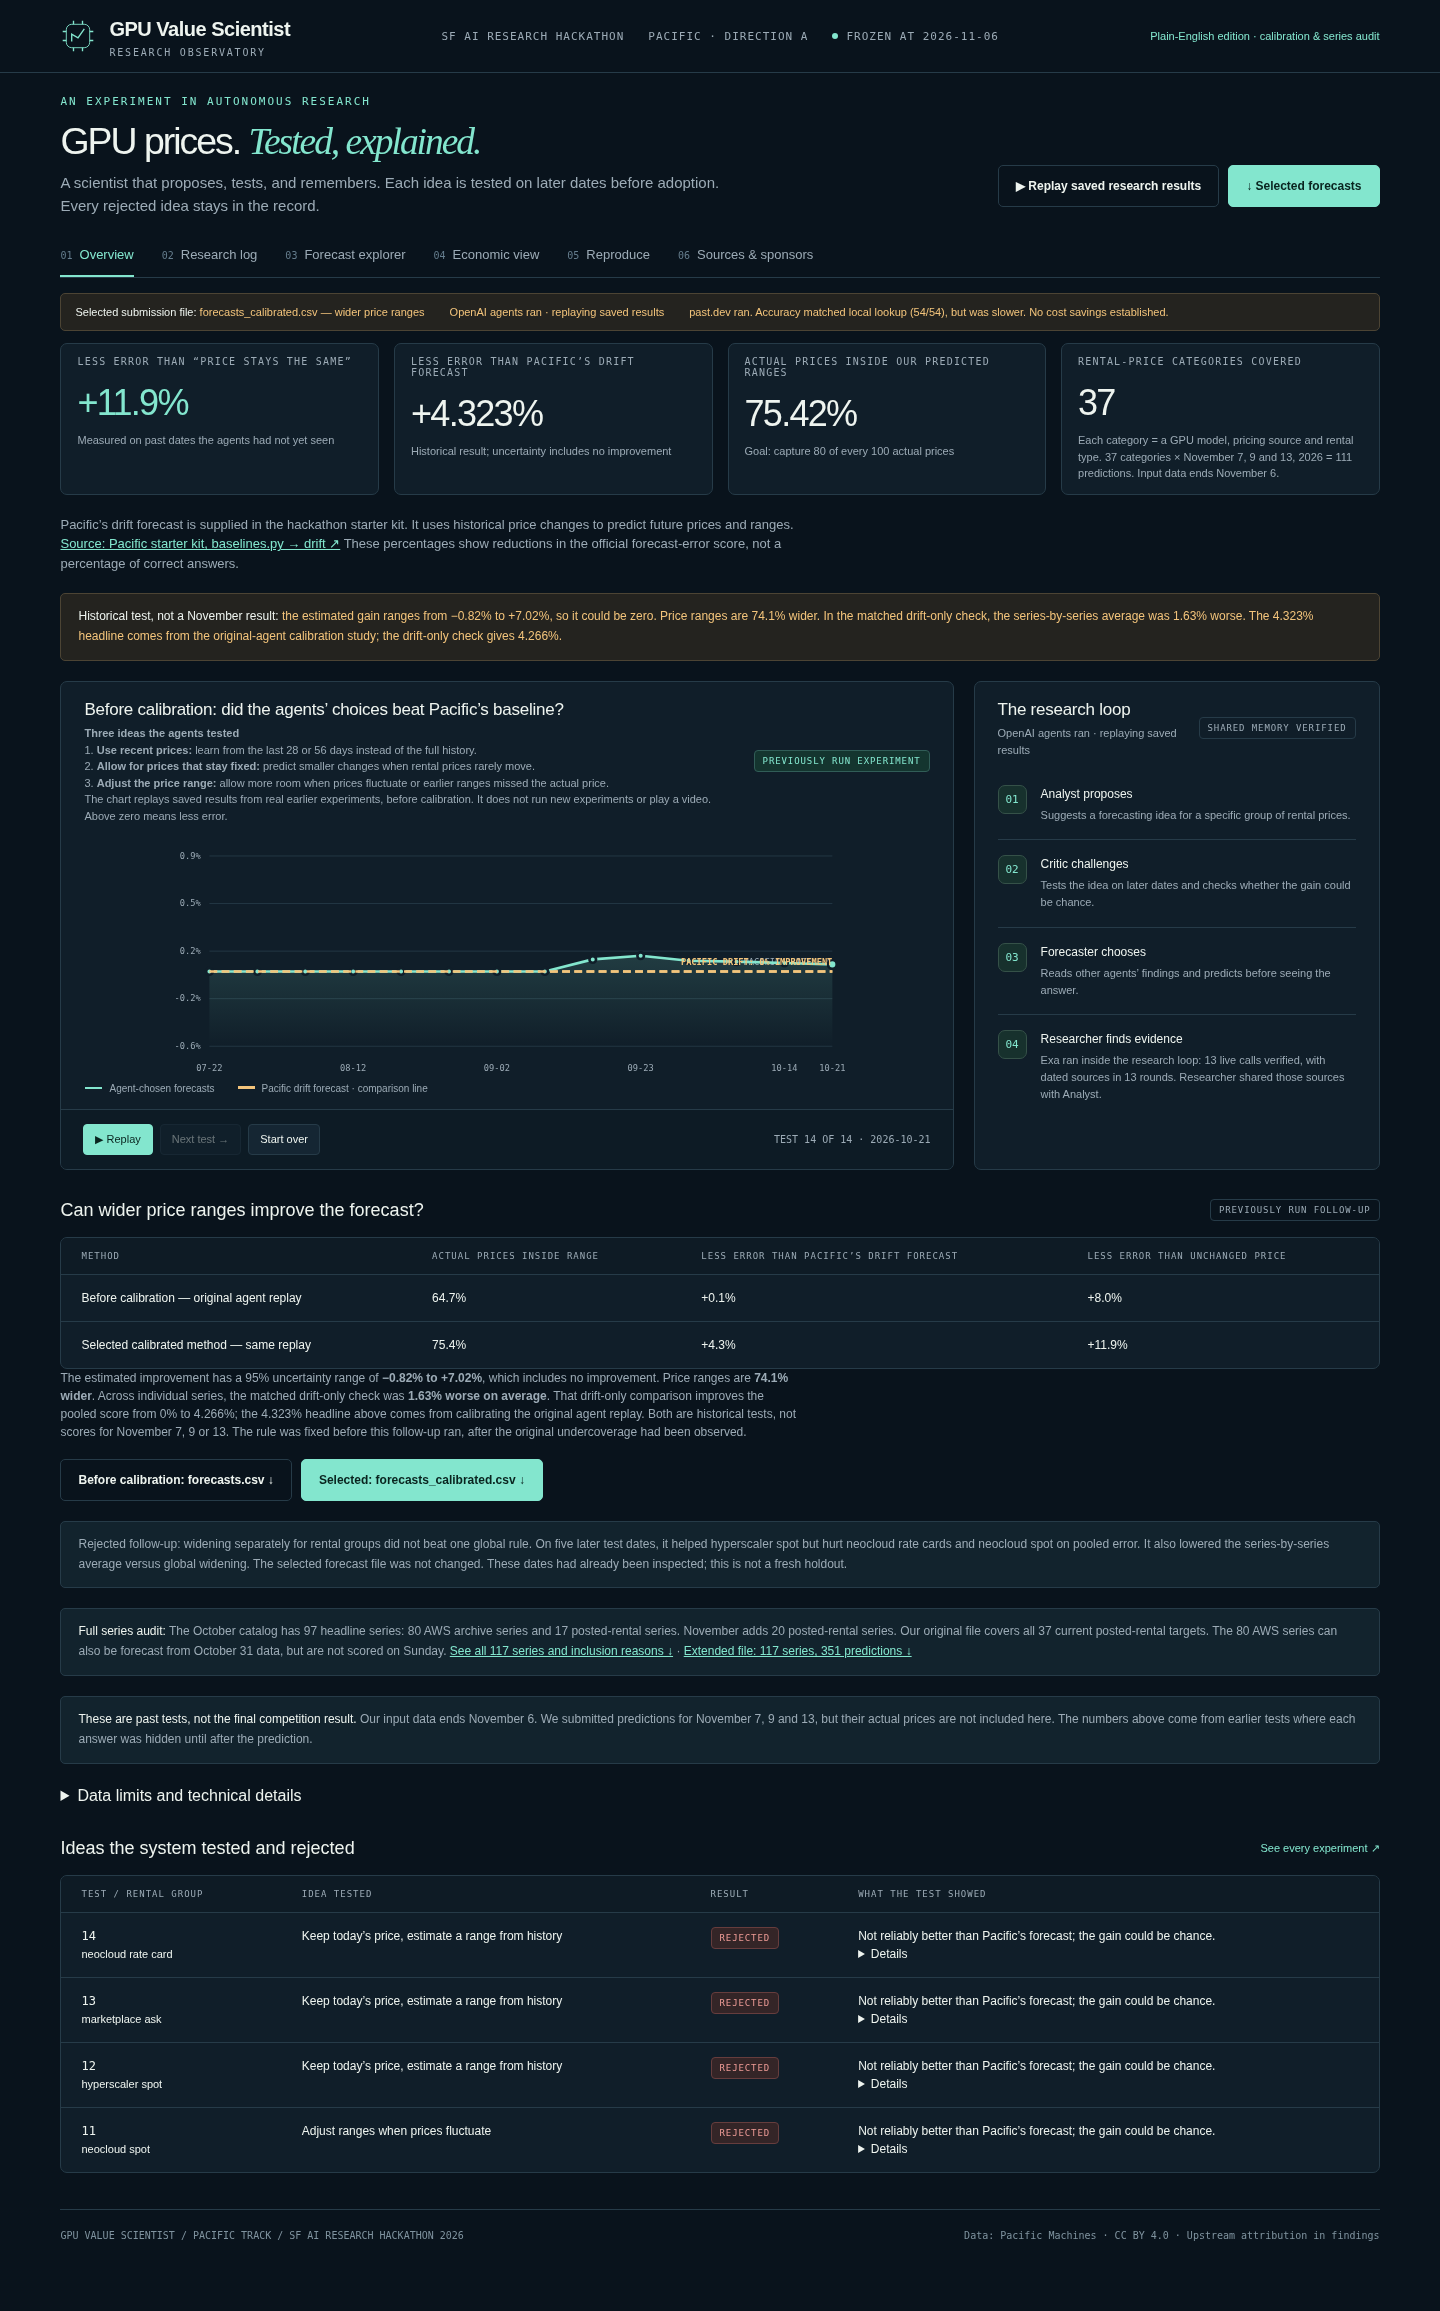 GPU Value Scientist
RESEARCH OBSERVATORY
SF AI RESEARCH HACKATHON
PACIFIC · DIRECTION A
FROZEN AT 2026-11-06
Plain-English edition · calibration & series audit
AN EXPERIMENT IN AUTONOMOUS RESEARCH
GPU prices. Tested, explained.
A scientist that proposes, tests, and remembers. Each idea is tested on later dates before adoption.
Every rejected idea stays in the record.
▶ Replay saved research results
↓ Selected forecasts
01 Overview
02 Research log
03 Forecast explorer
04 Economic view
05 Reproduce
06 Sources & sponsors
Selected submission file: forecasts_calibrated.csv — wider price ranges
OpenAI agents ran · replaying saved results
past.dev ran. Accuracy matched local lookup (54/54), but was slower. No cost savings established.
LESS ERROR THAN “PRICE STAYS THE SAME”
+11.9%
Measured on past dates the agents had not yet seen
LESS ERROR THAN PACIFIC’S DRIFT
FORECAST
+4.323%
Historical result; uncertainty includes no improvement
ACTUAL PRICES INSIDE OUR PREDICTED
RANGES
75.42%
Goal: capture 80 of every 100 actual prices
RENTAL-PRICE CATEGORIES COVERED
37
Each category = a GPU model, pricing source and rental
type. 37 categories × November 7, 9 and 13, 2026 = 111
predictions. Input data ends November 6.
Pacific’s drift forecast is supplied in the hackathon starter kit. It uses historical price changes to predict future prices and ranges.
Source: Pacific starter kit, baselines.py → drift ↗ These percentages show reductions in the official forecast-error score, not a
percentage of correct answers.
Historical test, not a November result: the estimated gain ranges from −0.82% to +7.02%, so it could be zero. Price ranges are 74.1% wider. In the matched drift-only check, the series-by-series average was 1.63% worse. The 4.323%
headline comes from the original-agent calibration study; the drift-only check gives 4.266%.
Before calibration: did the agents’ choices beat Pacific’s baseline?
Three ideas the agents tested
1. Use recent prices: learn from the last 28 or 56 days instead of the full history.
2. Allow for prices that stay fixed: predict smaller changes when rental prices rarely move.
3. Adjust the price range: allow more room when prices fluctuate or earlier ranges missed the actual price.
The chart replays saved results from real earlier experiments, before calibration. It does not run new experiments or play a video.
Above zero means less error.
PREVIOUSLY RUN EXPERIMENT
0.9%
0.5%
0.2%
-0.2%
-0.6%
PACIFIC DRIFT IMPROVEMENT
07-22
08-12
09-02
09-23
10-14
10-21
Agent-chosen forecasts
Pacific drift forecast · comparison line
▶ Replay
Next test →
Start over
TEST 14 OF 14 · 2026-10-21
The research loop
OpenAI agents ran · replaying saved
results
SHARED MEMORY VERIFIED
01
Analyst proposes
Suggests a forecasting idea for a specific group of rental prices.
02
Critic challenges
Tests the idea on later dates and checks whether the gain could
be chance.
03
Forecaster chooses
Reads other agents’ findings and predicts before seeing the
answer.
04
Researcher finds evidence
Exa ran inside the research loop: 13 live calls verified, with
dated sources in 13 rounds. Researcher shared those sources
with Analyst.
Can wider price ranges improve the forecast?
PREVIOUSLY RUN FOLLOW-UP
METHOD
ACTUAL PRICES INSIDE RANGE
LESS ERROR THAN PACIFIC’S DRIFT FORECAST
LESS ERROR THAN UNCHANGED PRICE
Before calibration — original agent replay
64.7%
+0.1%
+8.0%
Selected calibrated method — same replay
75.4%
+4.3%
+11.9%
The estimated improvement has a 95% uncertainty range of −0.82% to +7.02%, which includes no improvement. Price ranges are 74.1%
wider. Across individual series, the matched drift-only check was 1.63% worse on average. That drift-only comparison improves the
pooled score from 0% to 4.266%; the 4.323% headline above comes from calibrating the original agent replay. Both are historical tests, not
scores for November 7, 9 or 13. The rule was fixed before this follow-up ran, after the original undercoverage had been observed.
Before calibration: forecasts.csv ↓
Selected: forecasts_calibrated.csv ↓
Rejected follow-up: widening separately for rental groups did not beat one global rule. On five later test dates, it helped hyperscaler spot but hurt neocloud rate cards and neocloud spot on pooled error. It also lowered the series-by-series
average versus global widening. The selected forecast file was not changed. These dates had already been inspected; this is not a fresh holdout.
Full series audit: The October catalog has 97 headline series: 80 AWS archive series and 17 posted-rental series. November adds 20 posted-rental series. Our original file covers all 37 current posted-rental targets. The 80 AWS series can
also be forecast from October 31 data, but are not scored on Sunday. See all 117 series and inclusion reasons ↓ · Extended file: 117 series, 351 predictions ↓
These are past tests, not the final competition result. Our input data ends November 6. We submitted predictions for November 7, 9 and 13, but their actual prices are not included here. The numbers above come from earlier tests where each
answer was hidden until after the prediction.
▶ Data limits and technical details
Ideas the system tested and rejected
See every experiment ↗
TEST / RENTAL GROUP
IDEA TESTED
RESULT
WHAT THE TEST SHOWED
14
neocloud rate card
Keep today’s price, estimate a range from history
REJECTED
Not reliably better than Pacific’s forecast; the gain could be chance.
▶ Details
13
marketplace ask
Keep today’s price, estimate a range from history
REJECTED
Not reliably better than Pacific’s forecast; the gain could be chance.
▶ Details
12
hyperscaler spot
Keep today’s price, estimate a range from history
REJECTED
Not reliably better than Pacific’s forecast; the gain could be chance.
▶ Details
11
neocloud spot
Adjust ranges when prices fluctuate
REJECTED
Not reliably better than Pacific’s forecast; the gain could be chance.
▶ Details
GPU VALUE SCIENTIST / PACIFIC TRACK / SF AI RESEARCH HACKATHON 2026
Data: Pacific Machines · CC BY 4.0 · Upstream attribution in findings